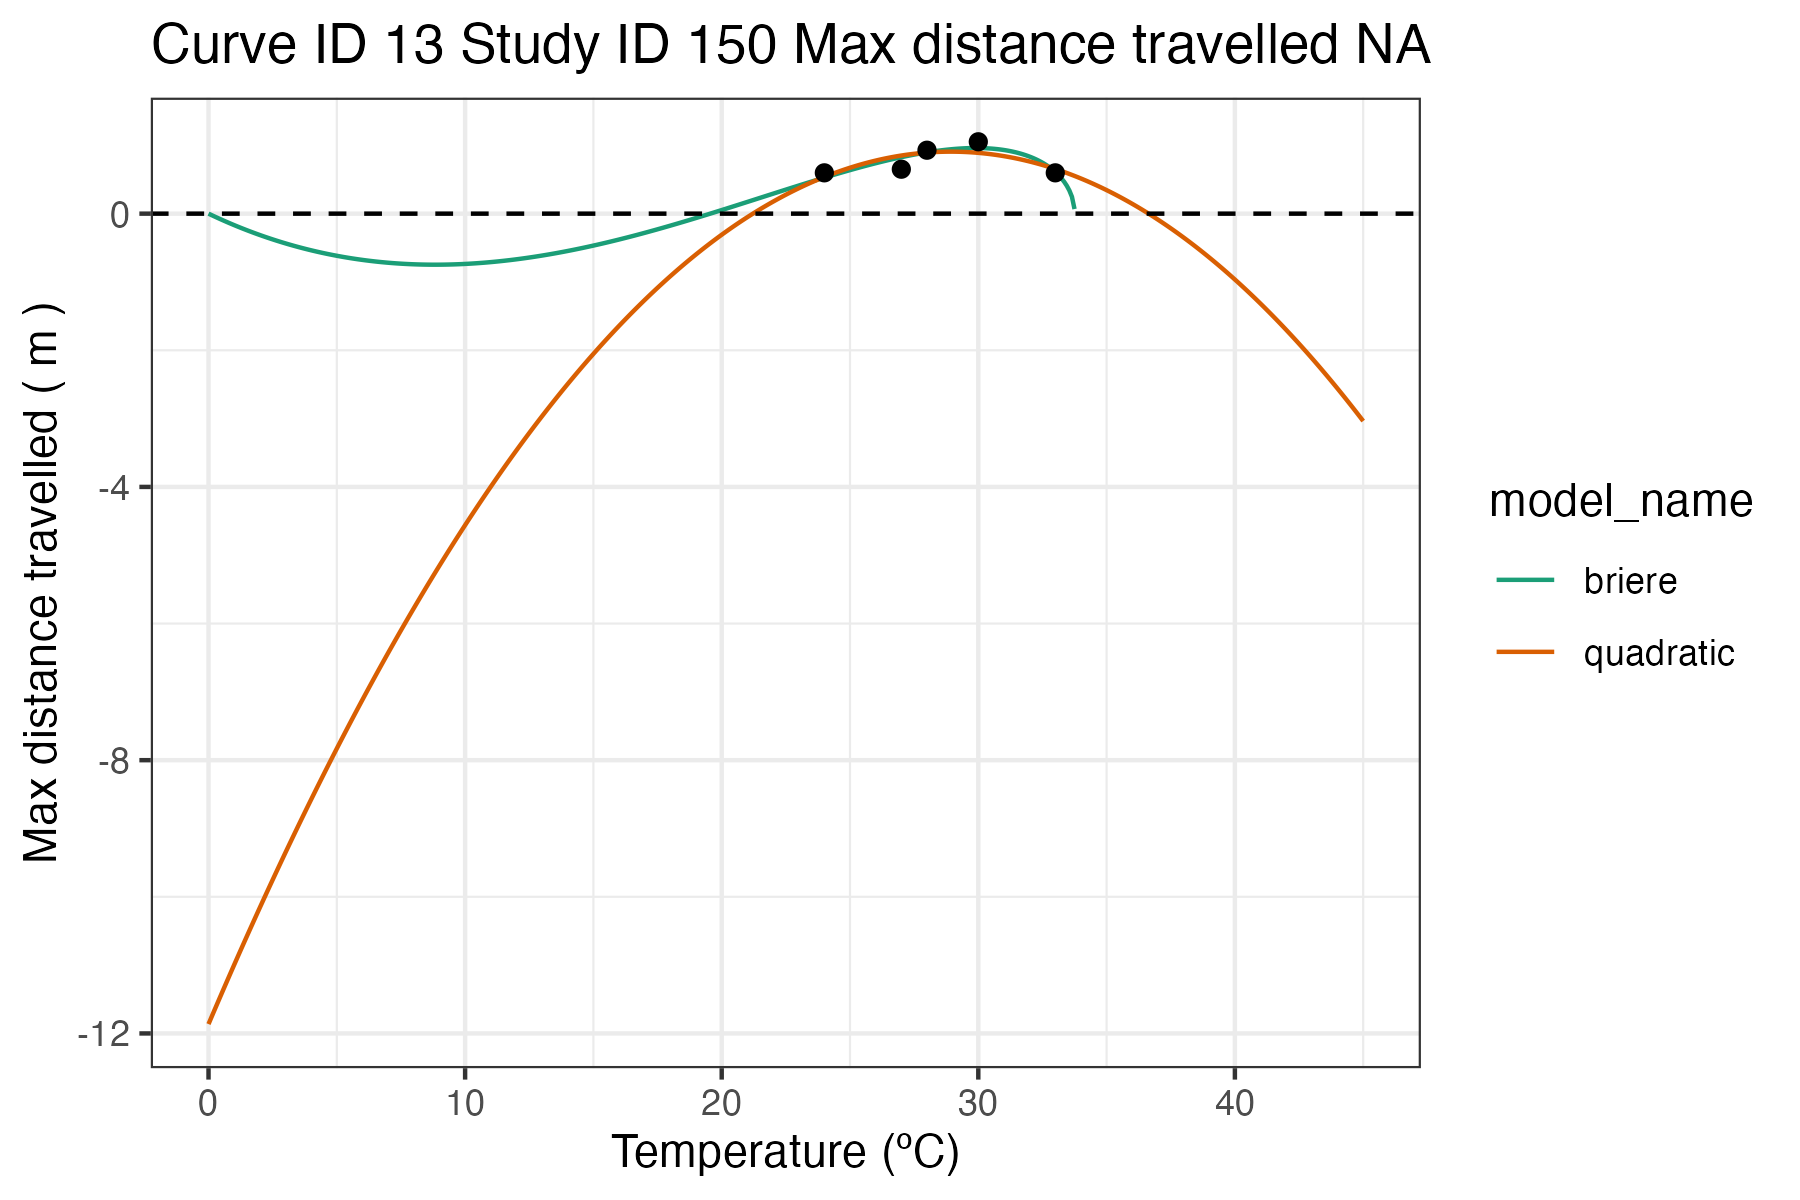 Curve ID 13 Study ID 150 Max distance travelled NA
Max distance travelled ( m )
0
-4
-8
-12
0 10 20 30 40
Temperature (ºC)
model_name
briere
quadratic